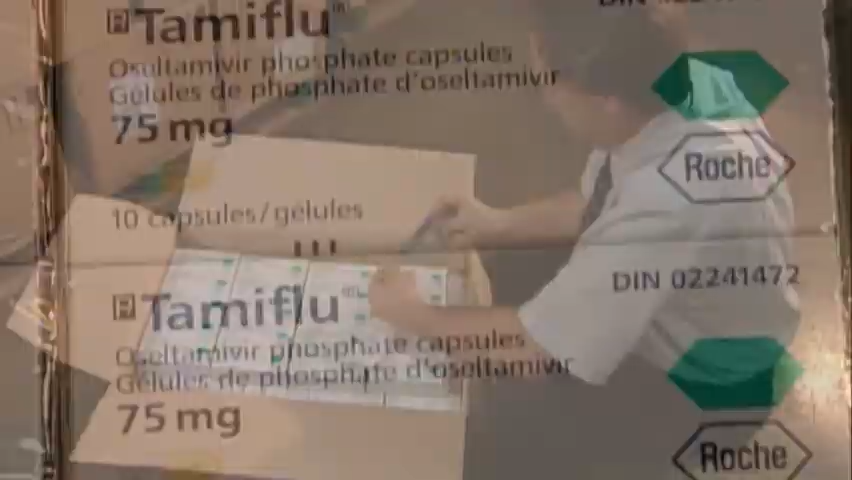 Tamiflu
Oseltamivir phosphate capsules
Gélules de phosphate d'oseltamivir
75 mg
Roche
10 capsules/gélules
DIN 02241472
Tamiflu
Oseltamivir phosphate capsules
Gélules de phosphate d'oseltamivir
75 mg
Roche